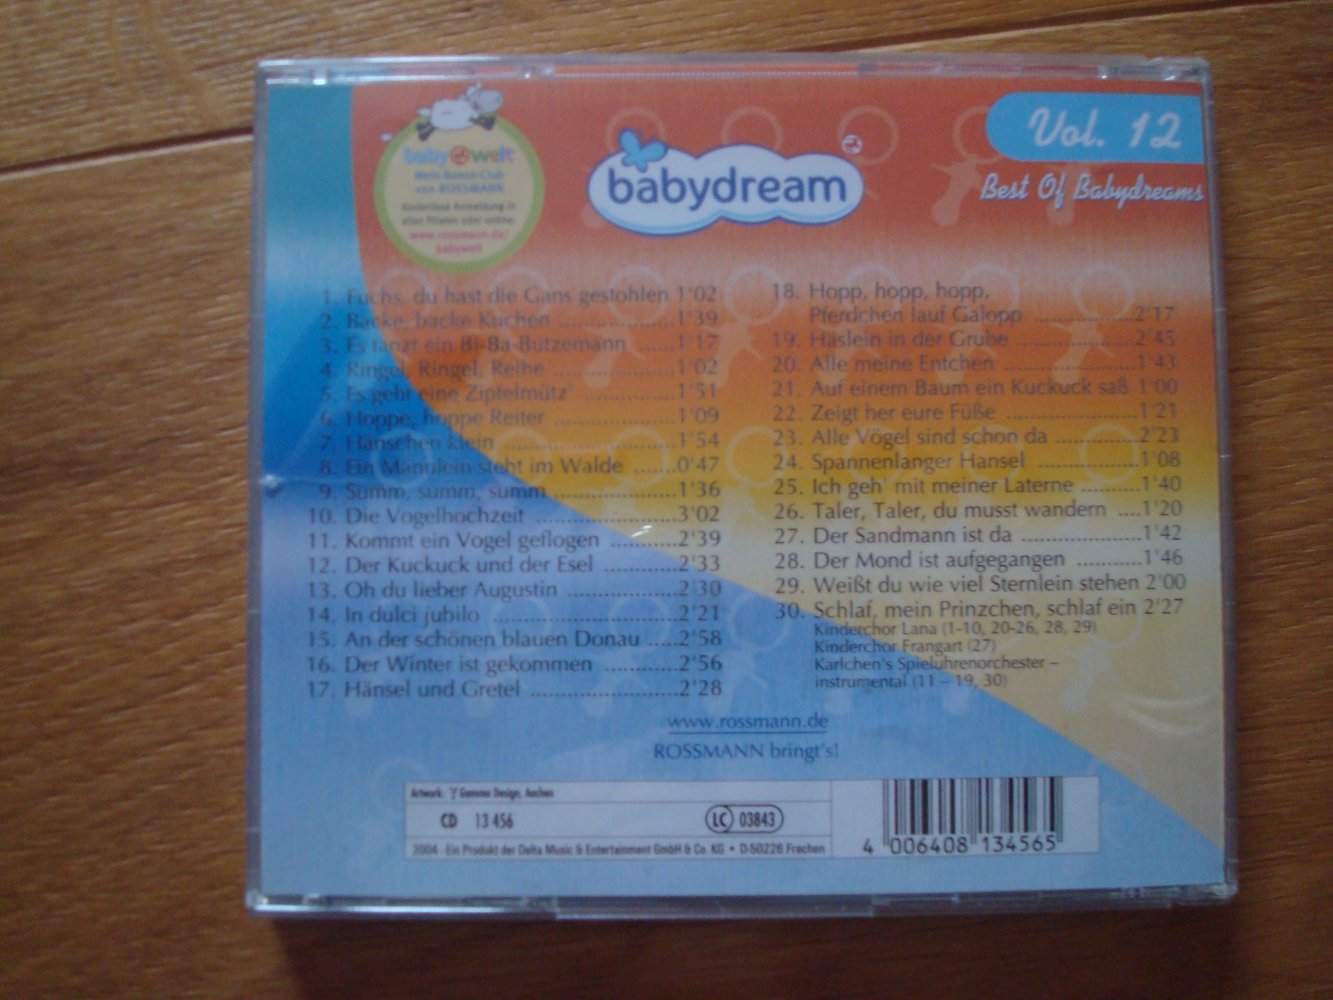 baby welt
Mein Bonus-Club
von ROSSMANN
Kostenlose Anmeldung in
allen Filialen oder online:
www.rossmann.de/
babywelt
babydream
Vol. 12
Best Of Babydreams
1. Fuchs, du hast die Gans gestohlen 1'02
2. Backe, backe Kuchen ...............1'39
3. Es tanzt ein Bi-Ba-Butzemann ......1'17
4. Ringel, Ringel, Reihe ................1'02
5. Es geht eine Zipfelmütz' .............1'51
6. Hoppe, hoppe Reiter .................1'09
7. Hänschen klein .......................1'54
8. Ein Männlein steht im Walde .......0'47
9. Summ, summ, summ .................1'36
10. Die Vogelhochzeit ...................3'02
11. Kommt ein Vogel geflogen ..........2'39
12. Der Kuckuck und der Esel ...........2'33
13. Oh du lieber Augustin ................2'30
14. In dulci jubilo .........................2'21
15. An der schönen blauen Donau .....2'58
16. Der Winter ist gekommen ............2'56
17. Hänsel und Gretel .....................2'28
18. Hopp, hopp, hopp,
Pferdchen lauf Galopp ...............2'17
19. Häslein in der Grube .................2'45
20. Alle meine Entchen ...................1'43
21. Auf einem Baum ein Kuckuck saß 1'00
22. Zeigt her eure Füße ..................1'21
23. Alle Vögel sind schon da ............2'23
24. Spannenlanger Hansel ...............1'08
25. Ich geh' mit meiner Laterne ..........1'40
26. Taler, Taler, du musst wandern ....1'20
27. Der Sandmann ist da .................1'42
28. Der Mond ist aufgegangen ...........1'46
29. Weißt du wie viel Sternlein stehen 2'00
30. Schlaf, mein Prinzchen, schlaf ein 2'27
Kinderchor Lana (1-10, 20-26, 28, 29)
Kinderchor Frangart (27)
Karlchen's Spieluhrenorchester –
instrumental (11 – 19, 30)
www.rossmann.de
ROSSMANN bringt's!
Artwork: Gamma Design, Aachen
CD 13 456
LC 03843
2004 · Ein Produkt der Delta Music & Entertainment GmbH & Co. KG • D-50226 Frechen
4 006408 134565